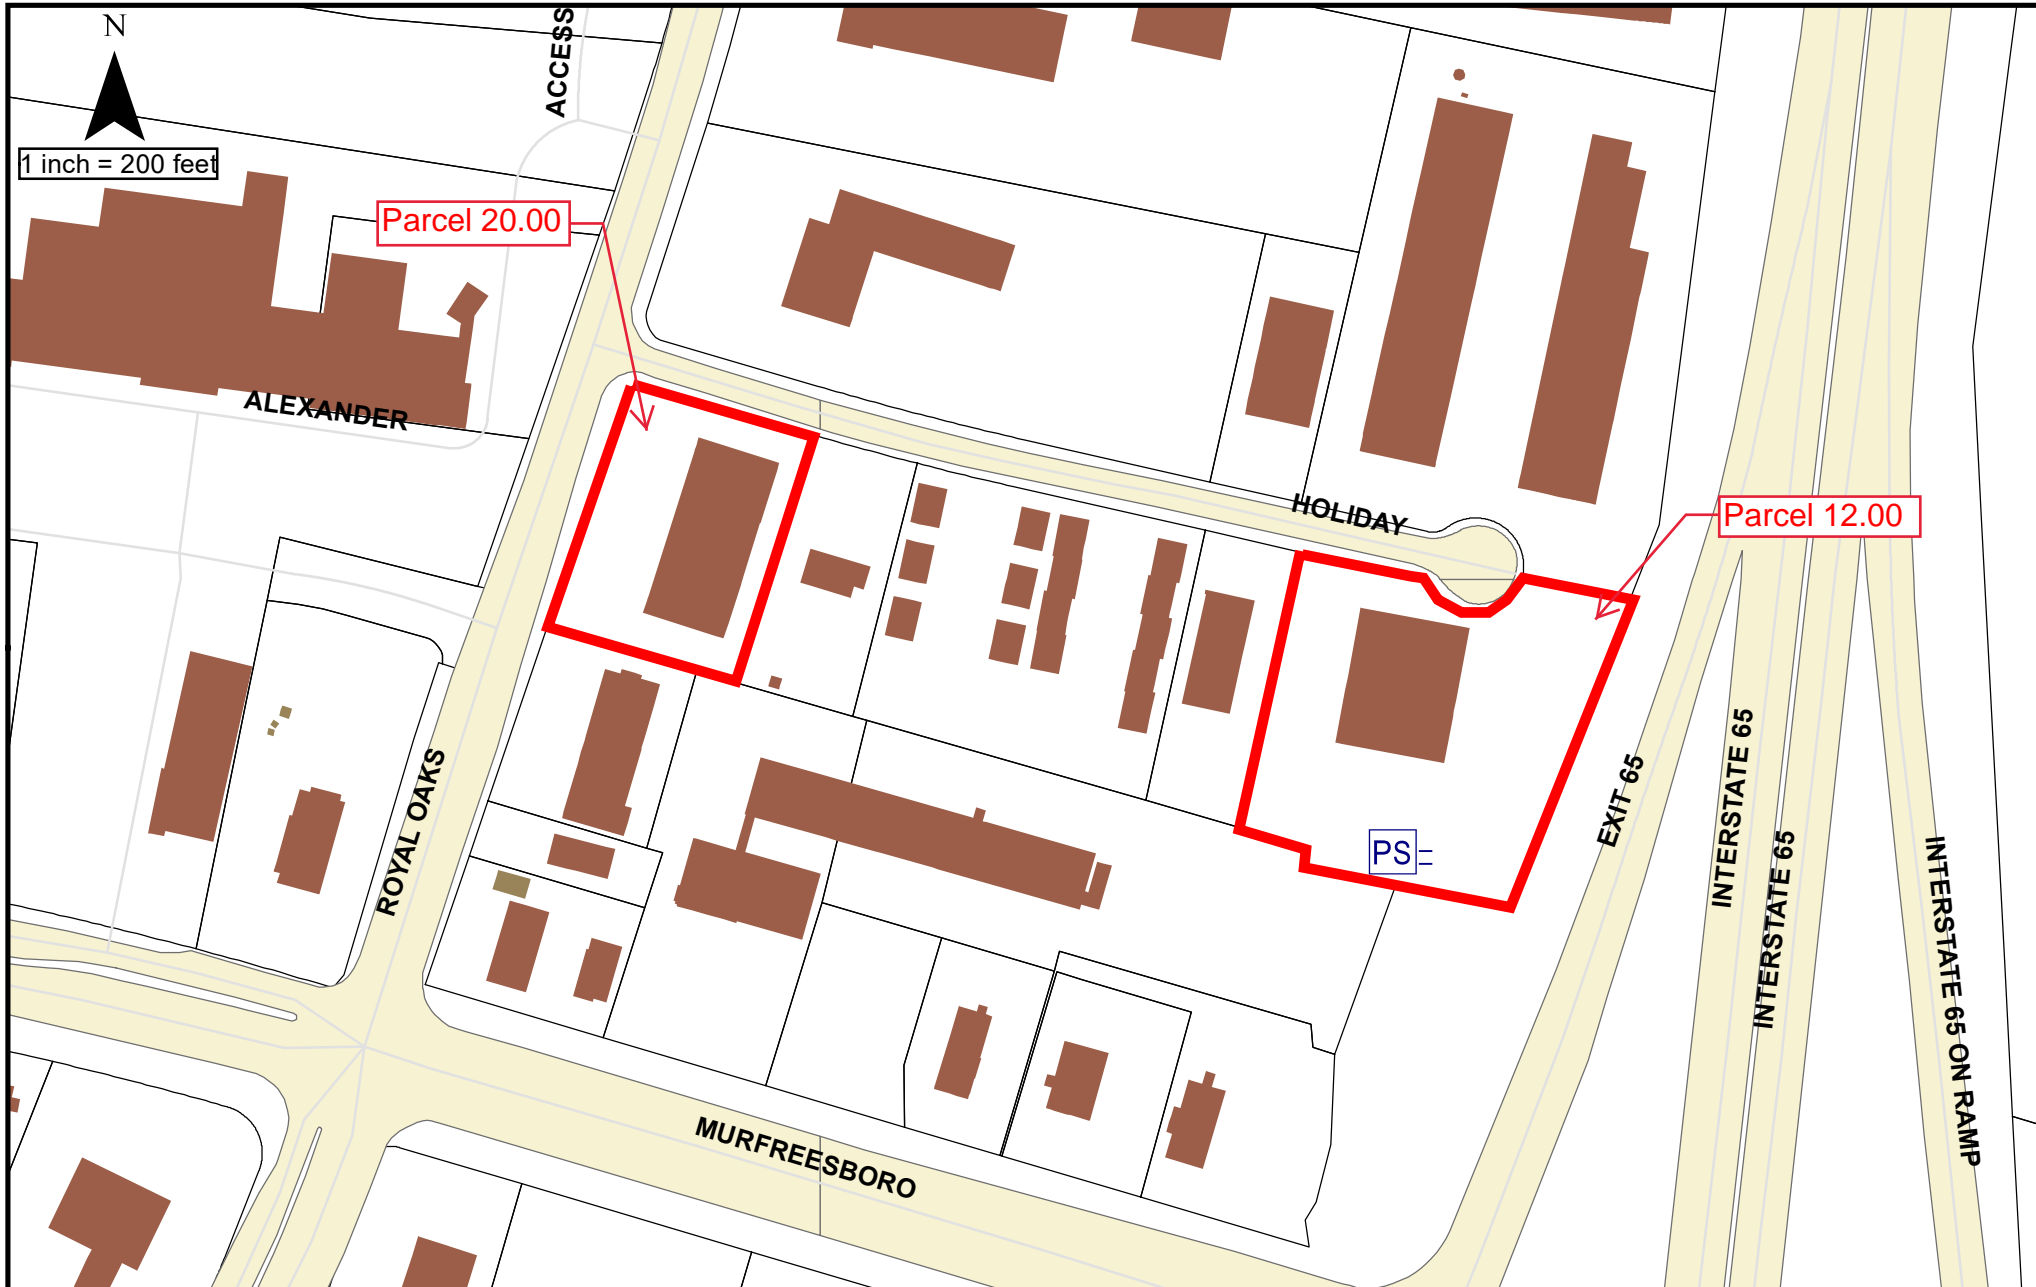 N
ACCESS
1 inch = 200 feet
Parcel 20.00
ALEXANDER
HOLIDAY
Parcel 12.00
ROYAL OAKS
EXIT 65
INTERSTATE 65
INTERSTATE 65
INTERSTATE 65 ON RAMP
PS
MURFREESBORO